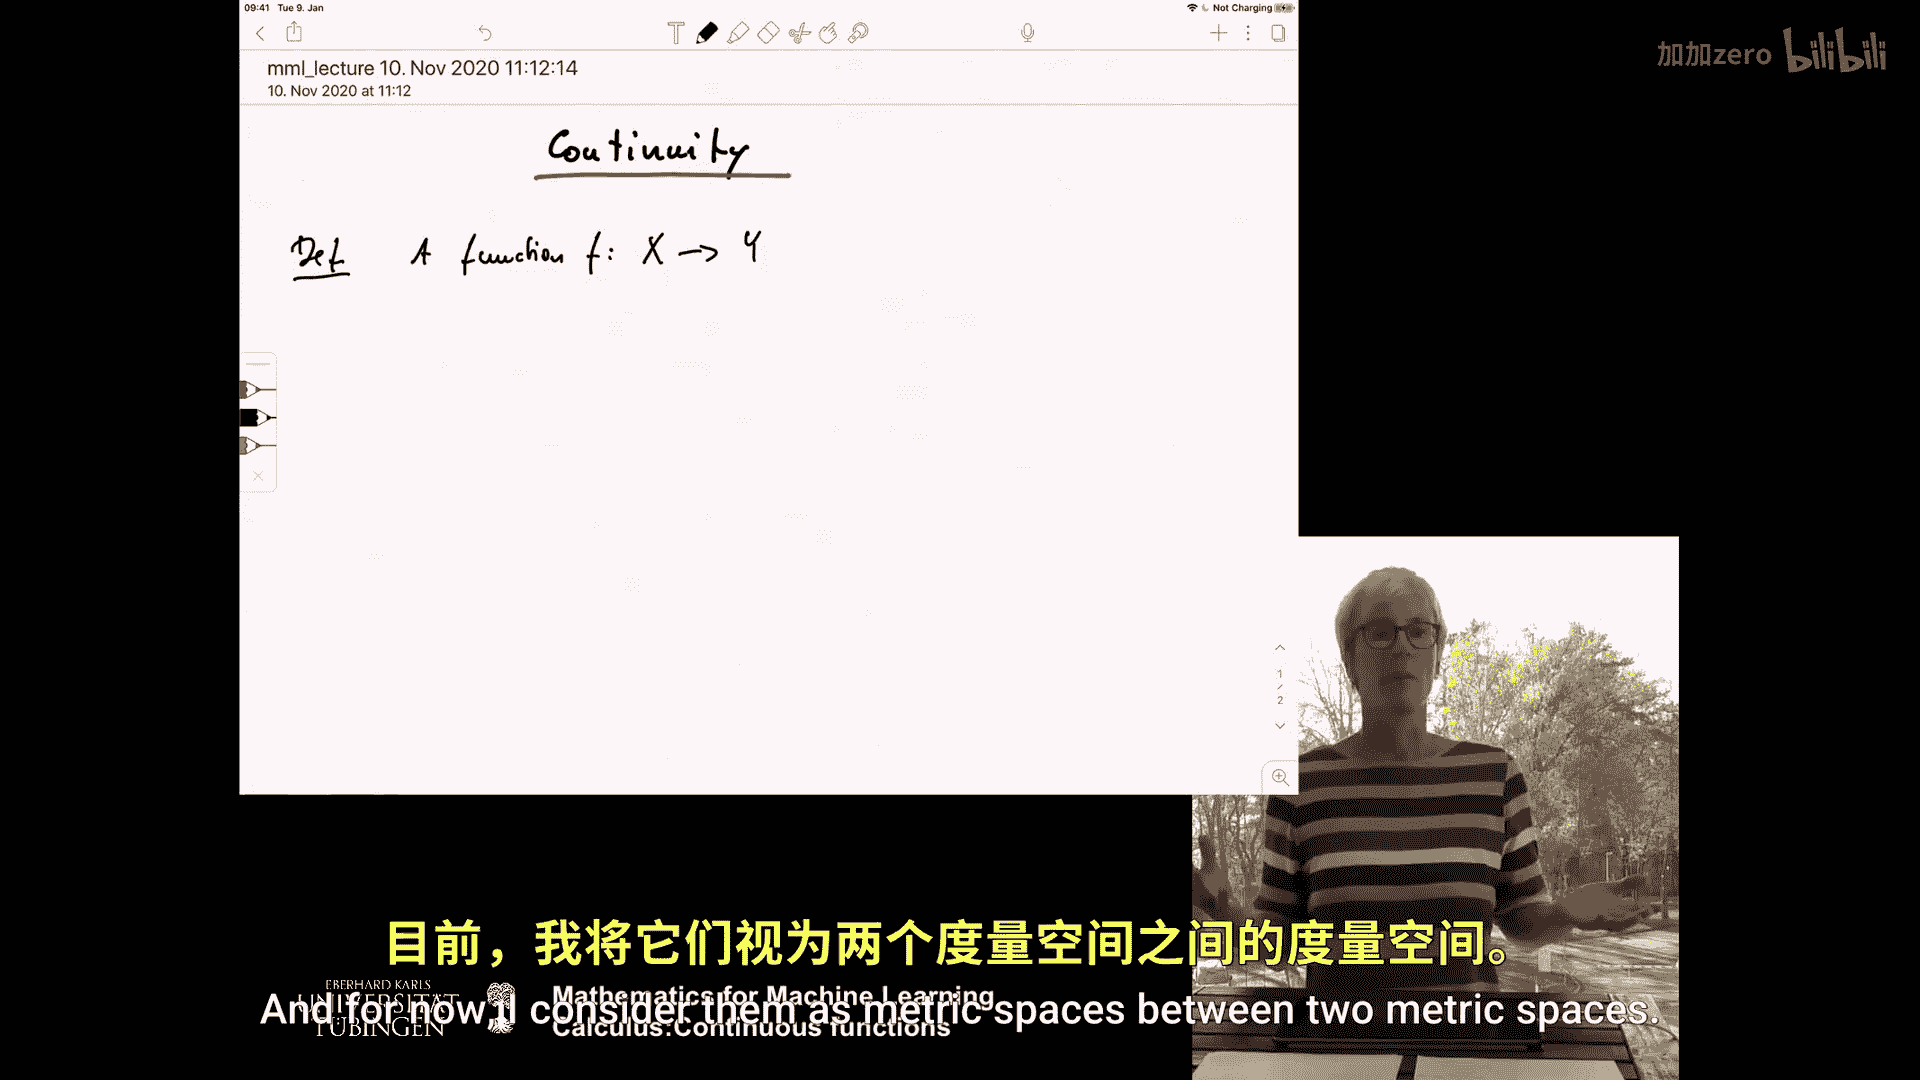 09:41 Tue 9. Jan
Not Charging
加加zero bilibili
mml_lecture 10. Nov 2020 11:12:14
10. Nov 2020 at 11:12
Continuity
Def A function f: X → Y
1
/
2
目前，我将它们视为两个度量空间之间的度量空间。
EBERHARD KARLS
UNIVERSITÄT
TÜBINGEN
Mathematics for Machine Learning
Calculus:Continuous functions
And for now, I consider them as metric spaces between two metric spaces.